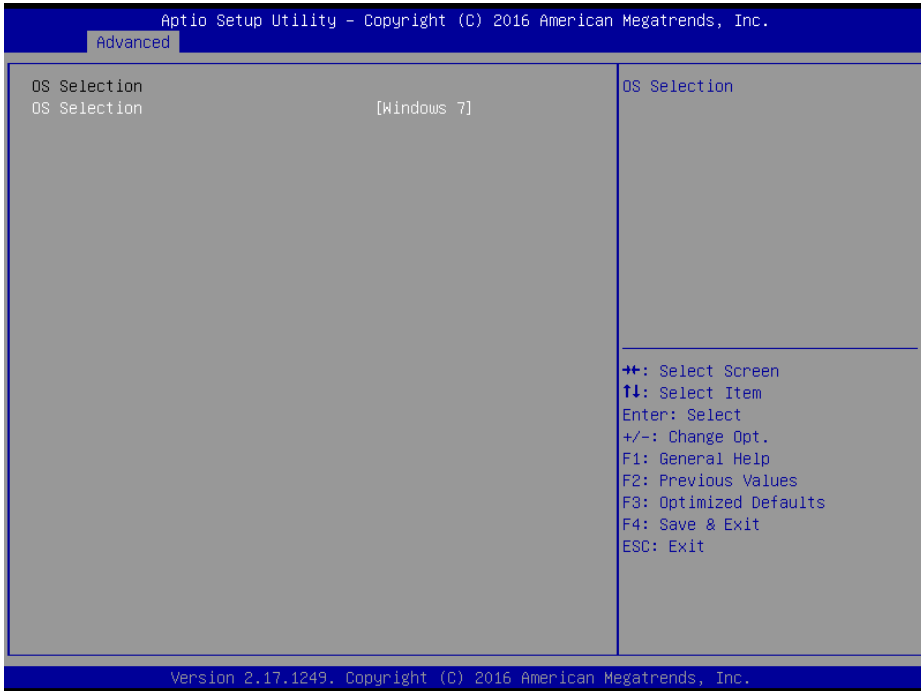 Aptio Setup Utility – Copyright (C) 2016 American Megatrends, Inc.
Advanced
OS Selection
OS Selection [Windows 7]
OS Selection
→←: Select Screen
↑↓: Select Item
Enter: Select
+/-: Change Opt.
F1: General Help
F2: Previous Values
F3: Optimized Defaults
F4: Save & Exit
ESC: Exit
Version 2.17.1249. Copyright (C) 2016 American Megatrends, Inc.